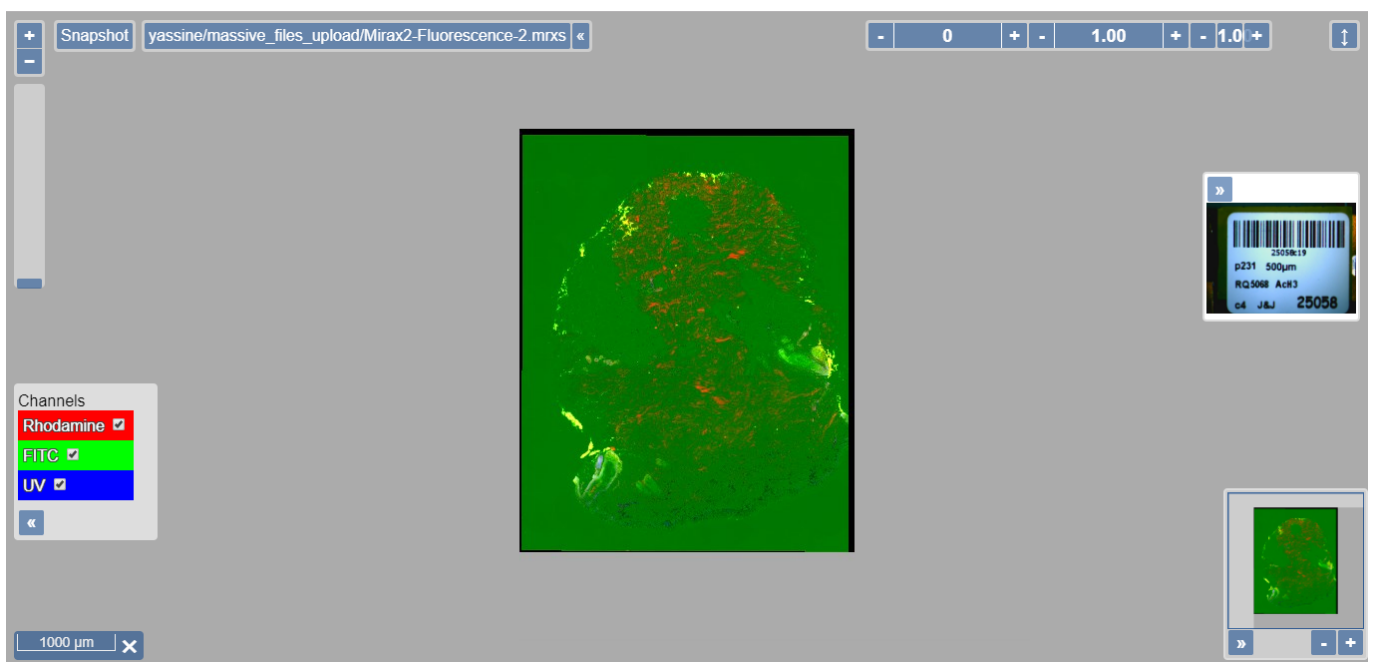 +
Snapshot
yassine/massive_files_upload/Mirax2-Fluorescence-2.mrxs «
- 0 + - 1.00 + - 1.0 +
↕
-
»
25058c19
p231 500µm
RQ5068 AcH3
c4 J&J 25058
Channels
Rhodamine
FITC
UV
«
1000 µm ×
» - +